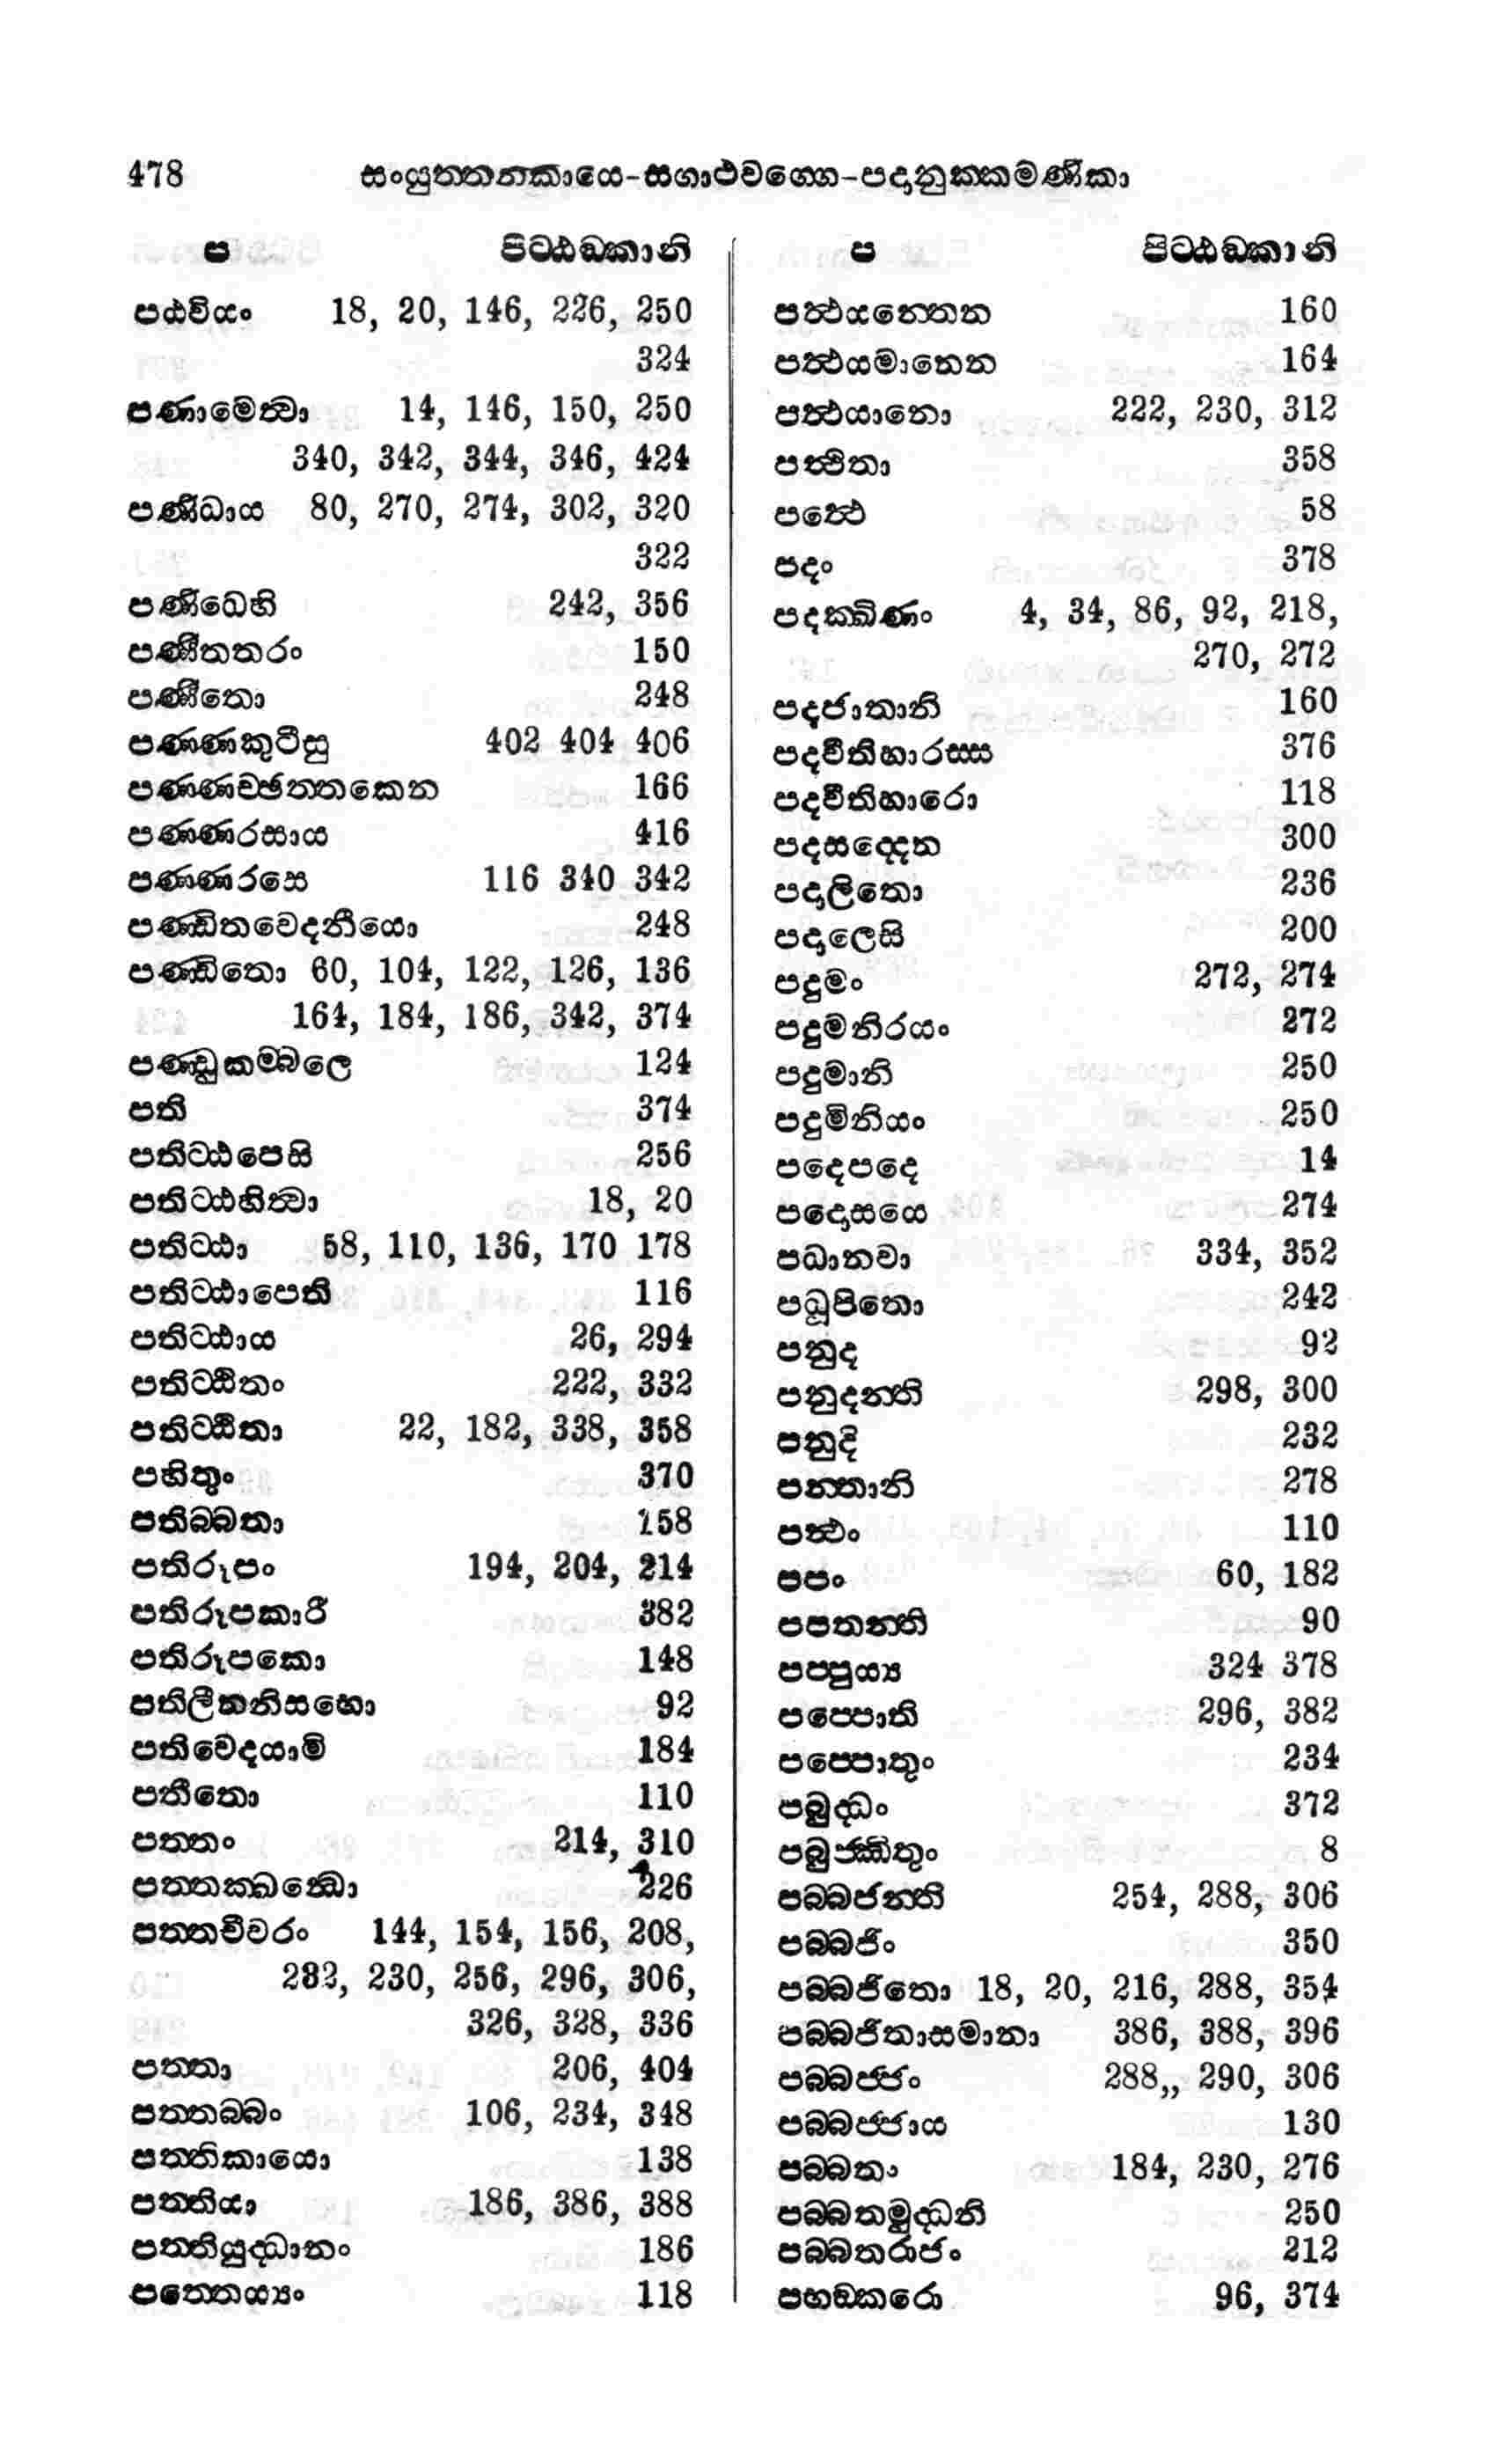 478 සංයුත්තනිකායෙ-සගාථවග්ගෙ-පදානුක්කමණිකා
ප පිට්ඨඞ්කානි
පඨවියං 18, 20, 146, 226, 250
324
පණාමෙත්වා 14, 146, 150, 250
340, 342, 344, 346, 424
පණිධාය 80, 270, 274, 302, 320
322
පණිධෙහි 242, 356
පණීතතරං 150
පණීතො 248
පණ්ණකුටීසු 402 404 406
පණ්ණච්ඡත්තකෙන 166
පණ්ණරසාය 416
පණ්ණරසෙ 116 340 342
පණ්ඩිතවෙදනීයො 248
පණ්ඩිතො 60, 104, 122, 126, 136
164, 184, 186, 342, 374
පණ්ඩුකම්බලෙ 124
පති 374
පතිට්ඨපෙසි 256
පතිට්ඨහිත්වා 18, 20
පතිට්ඨා 58, 110, 136, 170 178
පතිට්ඨාපෙති 116
පතිට්ඨාය 26, 294
පතිට්ඨිතං 222, 332
පතිට්ඨිතා 22, 182, 338, 358
පහිතුං 370
පතිබ්බතා 158
පතිරූපං 194, 204, 214
පතිරූපකාරී 382
පතිරූපකො 148
පතිලීනනිසභො 92
පතිවෙදයාමි 184
පතීතො 110
පත්තං 214, 310
පත්තක්ඛන්ධො 226
පත්තචීවරං 144, 154, 156, 208,
282, 230, 256, 296, 306,
326, 328, 336
පත්තා 206, 404
පත්තබ්බං 106, 234, 348
පත්තිකායො 138
පත්තියා 186, 386, 388
පත්තියුද්ධානං 186
පත්තෙය්‍යං 118
ප පිට්ඨඞ්කානි
පත්ථයන්තෙන 160
පත්ථයමානෙන 164
පත්ථයානො 222, 230, 312
පත්ථිතා 358
පත්ථෙ 58
පදං 378
පදක්ඛිණං 4, 34, 86, 92, 218,
270, 272
පදජාතානි 160
පදවීතිහාරස්ස 376
පදවීතිහාරො 118
පදසද්දෙන 300
පදාලිතො 236
පදාලෙසි 200
පදුමං 272, 274
පදුමනිරයං 272
පදුමානි 250
පදුමිනියං 250
පදෙපදෙ 14
පදොසයෙ 274
පධානවා 334, 352
පධූපිතො 242
පනුද 92
පනුදන්ති 298, 300
පනුදි 232
පන්තානි 278
පන්ථං 110
පපං 60, 182
පපතන්ති 90
පප්පුය්‍ය 324 378
පප්පොති 296, 382
පප්පොතුං 234
පබුද්ධං 372
පබුජ්ඣිතුං 8
පබ්බජන්ති 254, 288, 306
පබ්බජිං 350
පබ්බජිතො 18, 20, 216, 288, 354
පබ්බජිතාසමානා 386, 388, 396
පබ්බජ්ජං 288,, 290, 306
පබ්බජ්ජාය 130
පබ්බතා 184, 230, 276
පබ්බතමුද්ධනි 250
පබ්බතරාජං 212
පභඞ්කරො 96, 374